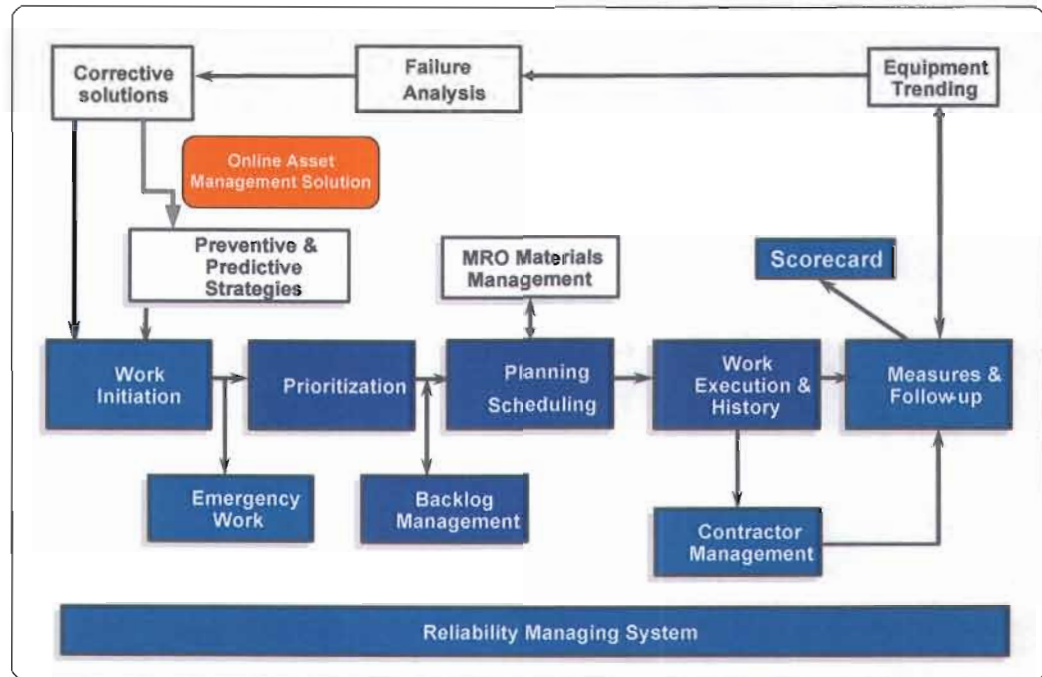 Corrective
solutions
Failure
Analysis
Equipment
Trending
Online Asset
Management Solution
Preventive &
Predictive
Strategies
MRO Materials
Management
Scorecard
Work
Initiation
Prioritization
Planning
Scheduling
Work
Execution &
History
Measures &
Follow-up
Emergency
Work
Backlog
Management
Contractor
Management
Reliability Managing System